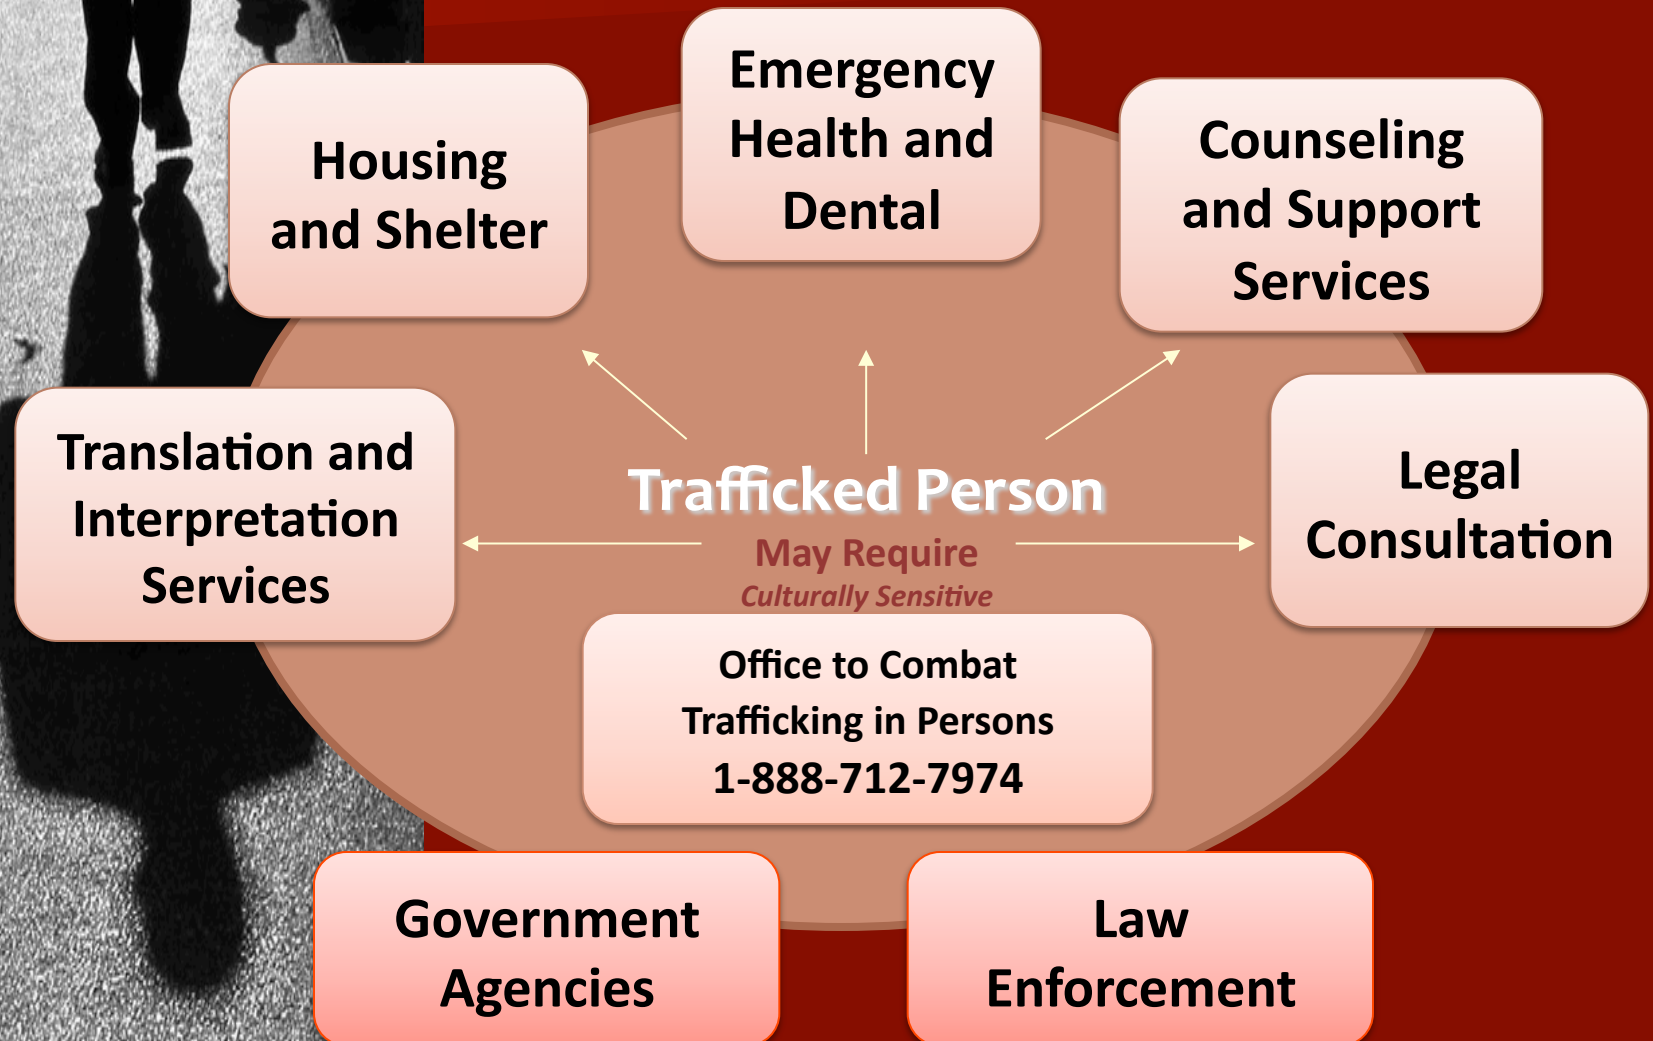 Emergency
Health and
Dental
Housing
and Shelter
Counseling
and Support
Services
Translation and
Interpretation
Services
Legal
Consultation
Trafficked Person
May Require
Culturally Sensitive
Office to Combat
Trafficking in Persons
1-888-712-7974
Government
Agencies
Law
Enforcement